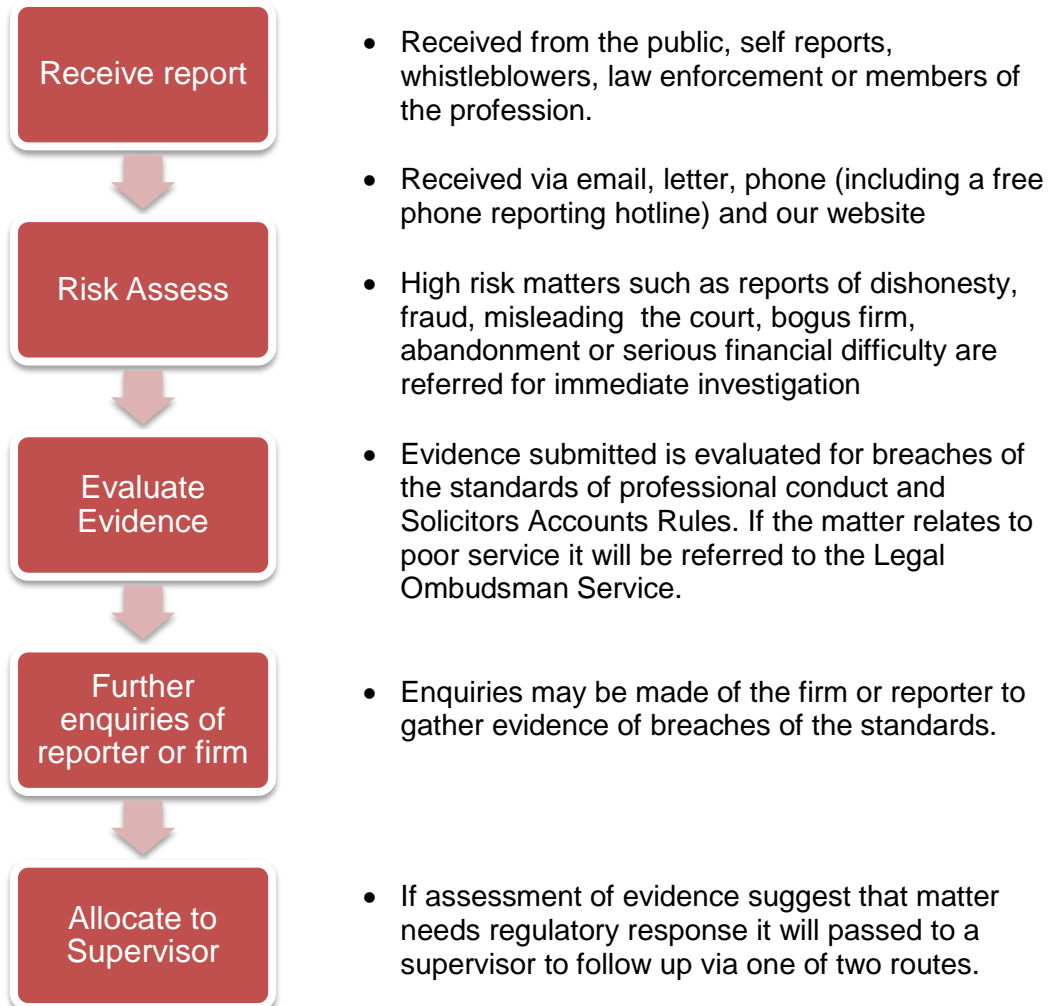 Receive report
• Received from the public, self reports,
whistleblowers, law enforcement or members of
the profession.
• Received via email, letter, phone (including a free
phone reporting hotline) and our website
Risk Assess
• High risk matters such as reports of dishonesty,
fraud, misleading  the court, bogus firm,
abandonment or serious financial difficulty are
referred for immediate investigation
Evaluate
Evidence
• Evidence submitted is evaluated for breaches of
the standards of professional conduct and
Solicitors Accounts Rules. If the matter relates to
poor service it will be referred to the Legal
Ombudsman Service.
Further
enquiries of
reporter or firm
• Enquiries may be made of the firm or reporter to
gather evidence of breaches of the standards.
Allocate to
Supervisor
• If assessment of evidence suggest that matter
needs regulatory response it will passed to a
supervisor to follow up via one of two routes.